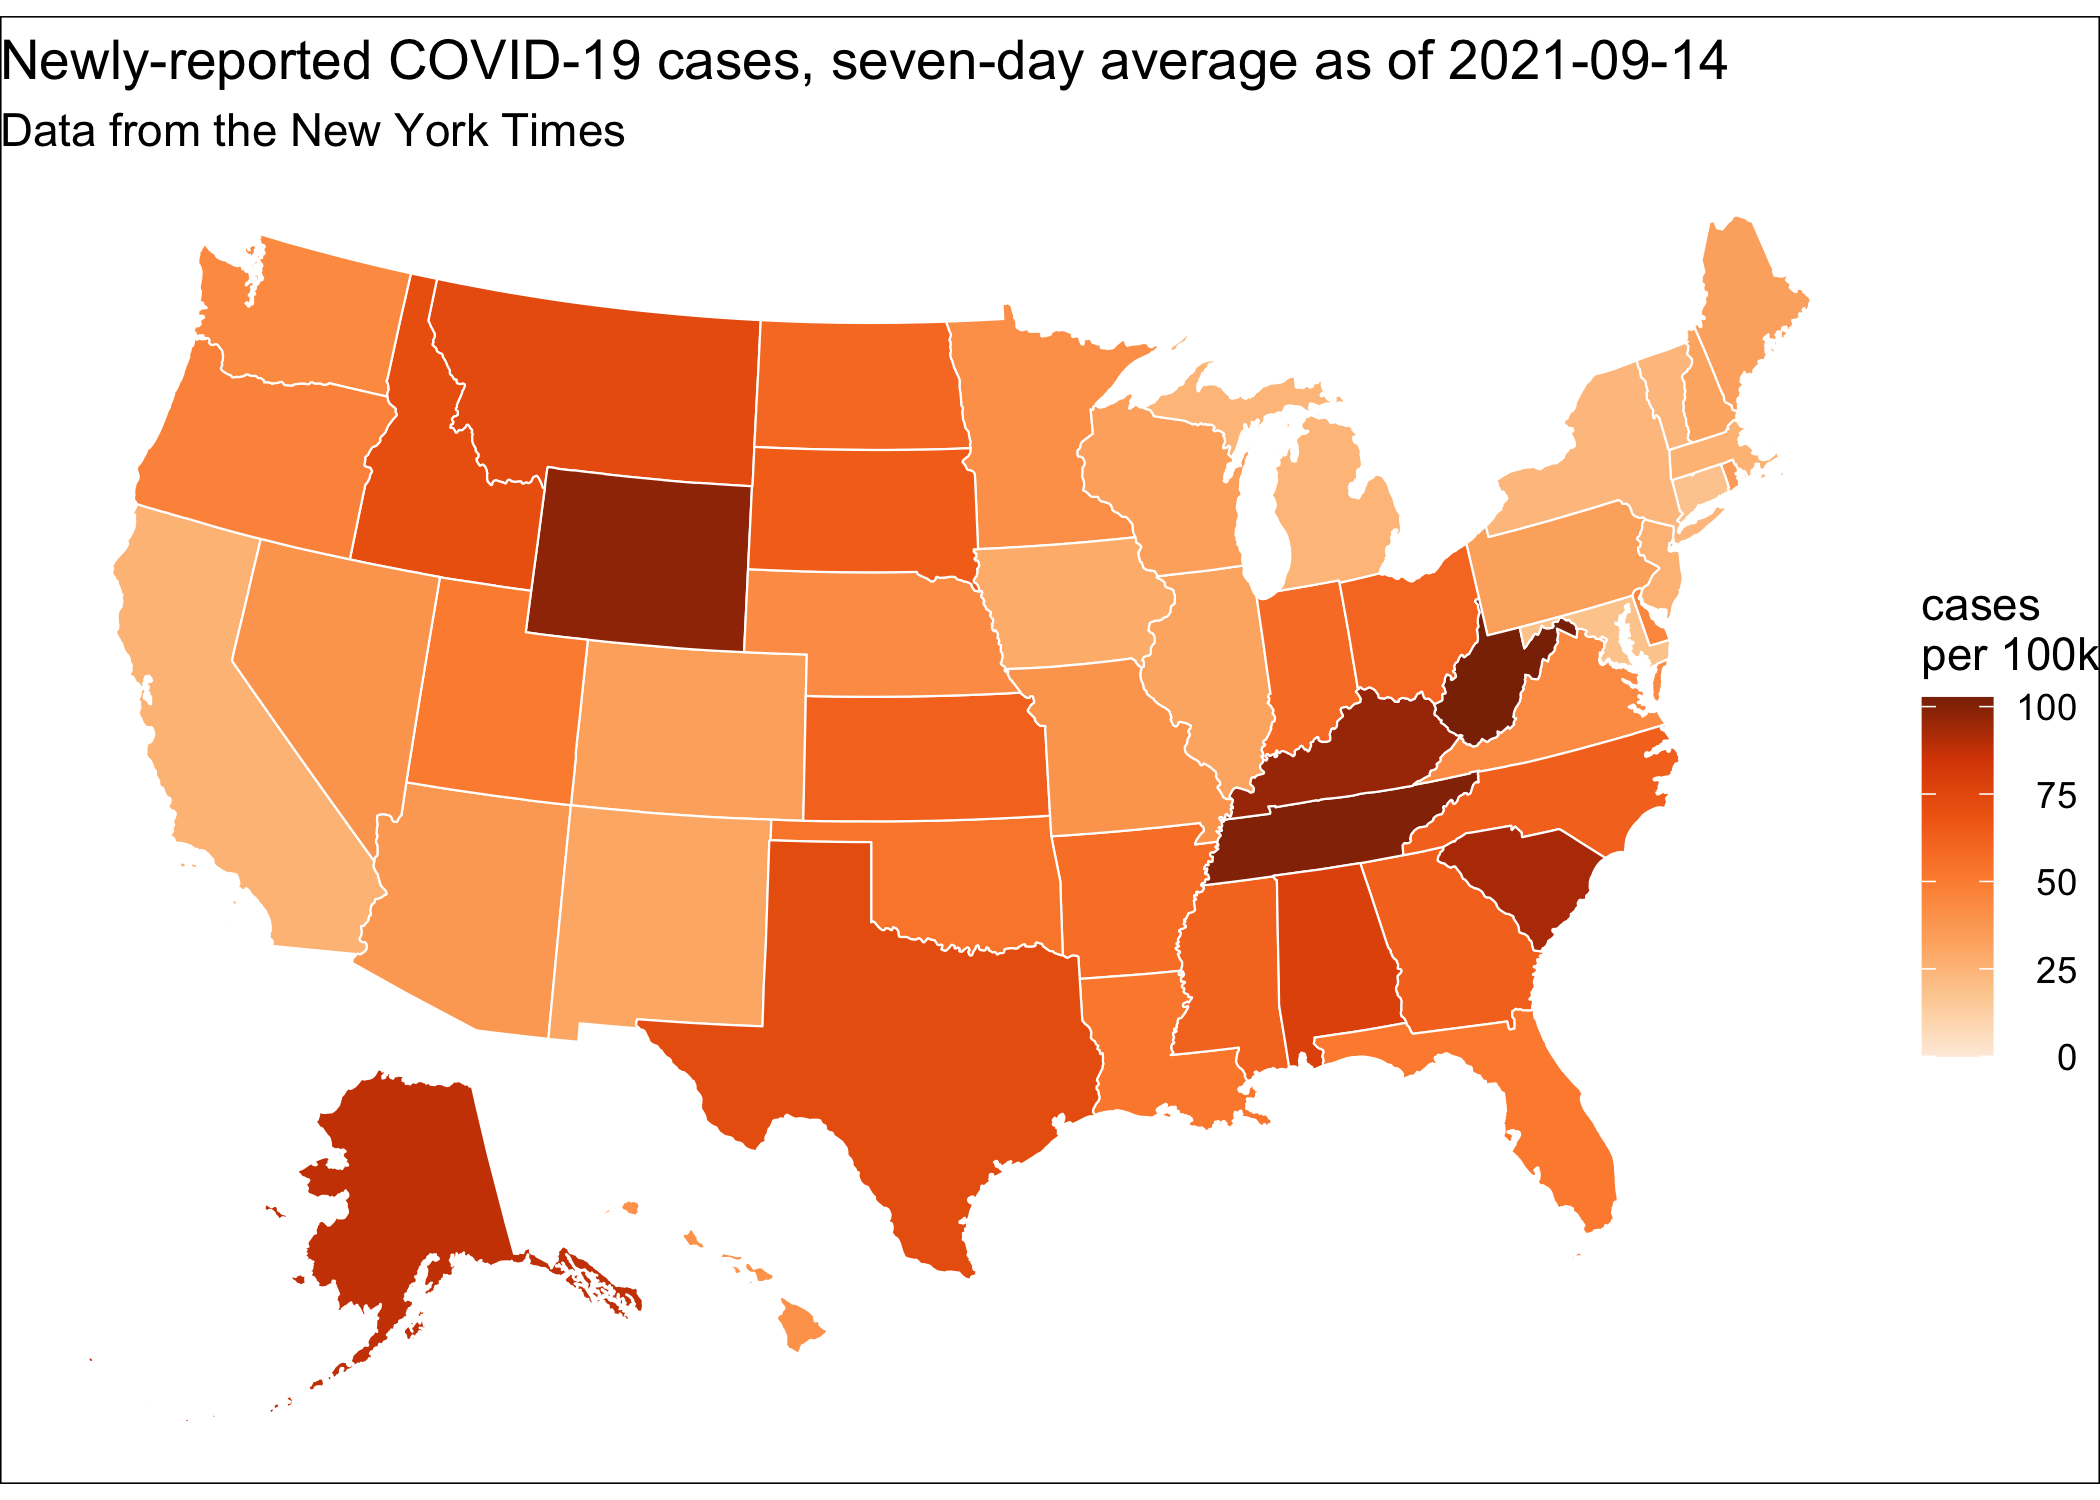 Newly-reported COVID-19 cases, seven-day average as of 2021-09-14
Data from the New York Times
cases
per 100k
100
75
50
25
0